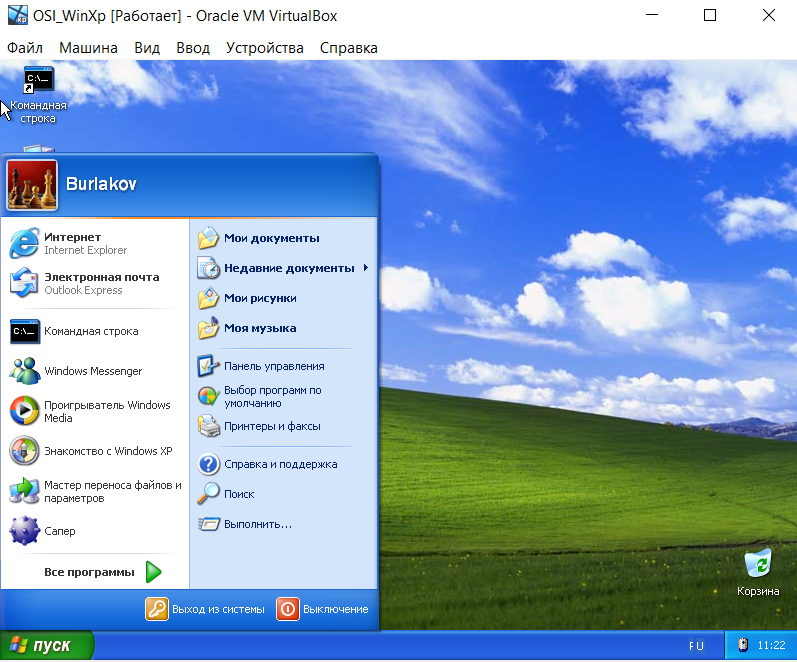 OSI_WinXp [Работает] - Oracle VM VirtualBox
Файл Машина Вид Ввод Устройства Справка
C:\_
Командная
строка
Burlakov
Интернет
Internet Explorer
Электронная почта
Outlook Express
C:\_
Командная строка
Windows Messenger
Проигрыватель Windows
Media
Знакомство с Windows XP
Мастер переноса файлов и
параметров
Сапер
Все программы
Мои документы
Недавние документы
Мои рисунки
Моя музыка
Панель управления
Выбор программ по
умолчанию
Принтеры и факсы
Справка и поддержка
Поиск
Выполнить...
Выход из системы
Выключение
Корзина
пуск
11:22